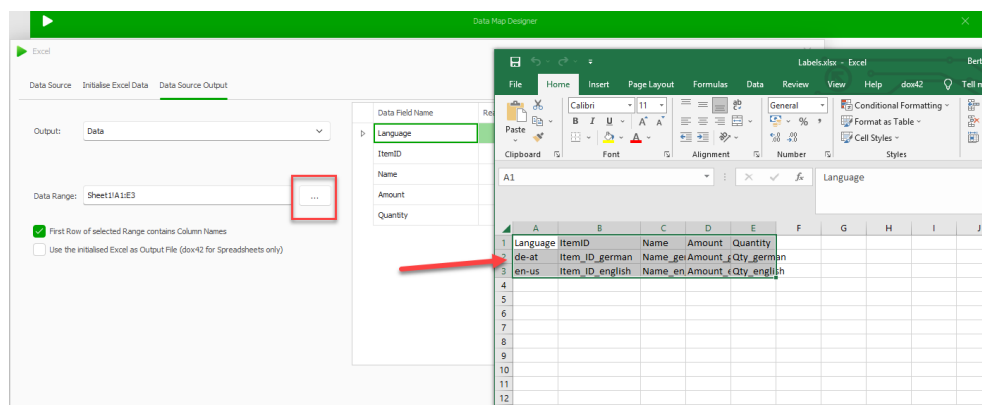 Data Map Designer
Excel
Data Source Initialise Excel Data Data Source Output
Output: Data
Data Range: Sheet1!A1:E3 ...
First Row of selected Range contains Column Names
Use the initialised Excel as Output File (dox42 for Spreadsheets only)
Data Field Name
Language
ItemID
Name
Amount
Quantity
Labels.xlsx - Excel
File Home Insert Page Layout Formulas Data Review View Help dox42
Paste
Calibri 11
B I U
General
Conditional Formatting
Format as Table
Cell Styles
Clipboard Font Alignment Number Styles
A1 fx Language
A B C D E F G H I J
1 Language ItemID Name Amount Quantity
2 de-at Item_ID_german Name_ge Amount_g Qty_german
3 en-us Item_ID_english Name_en Amount_e Qty_english
4
5
6
7
8
9
10
11
12